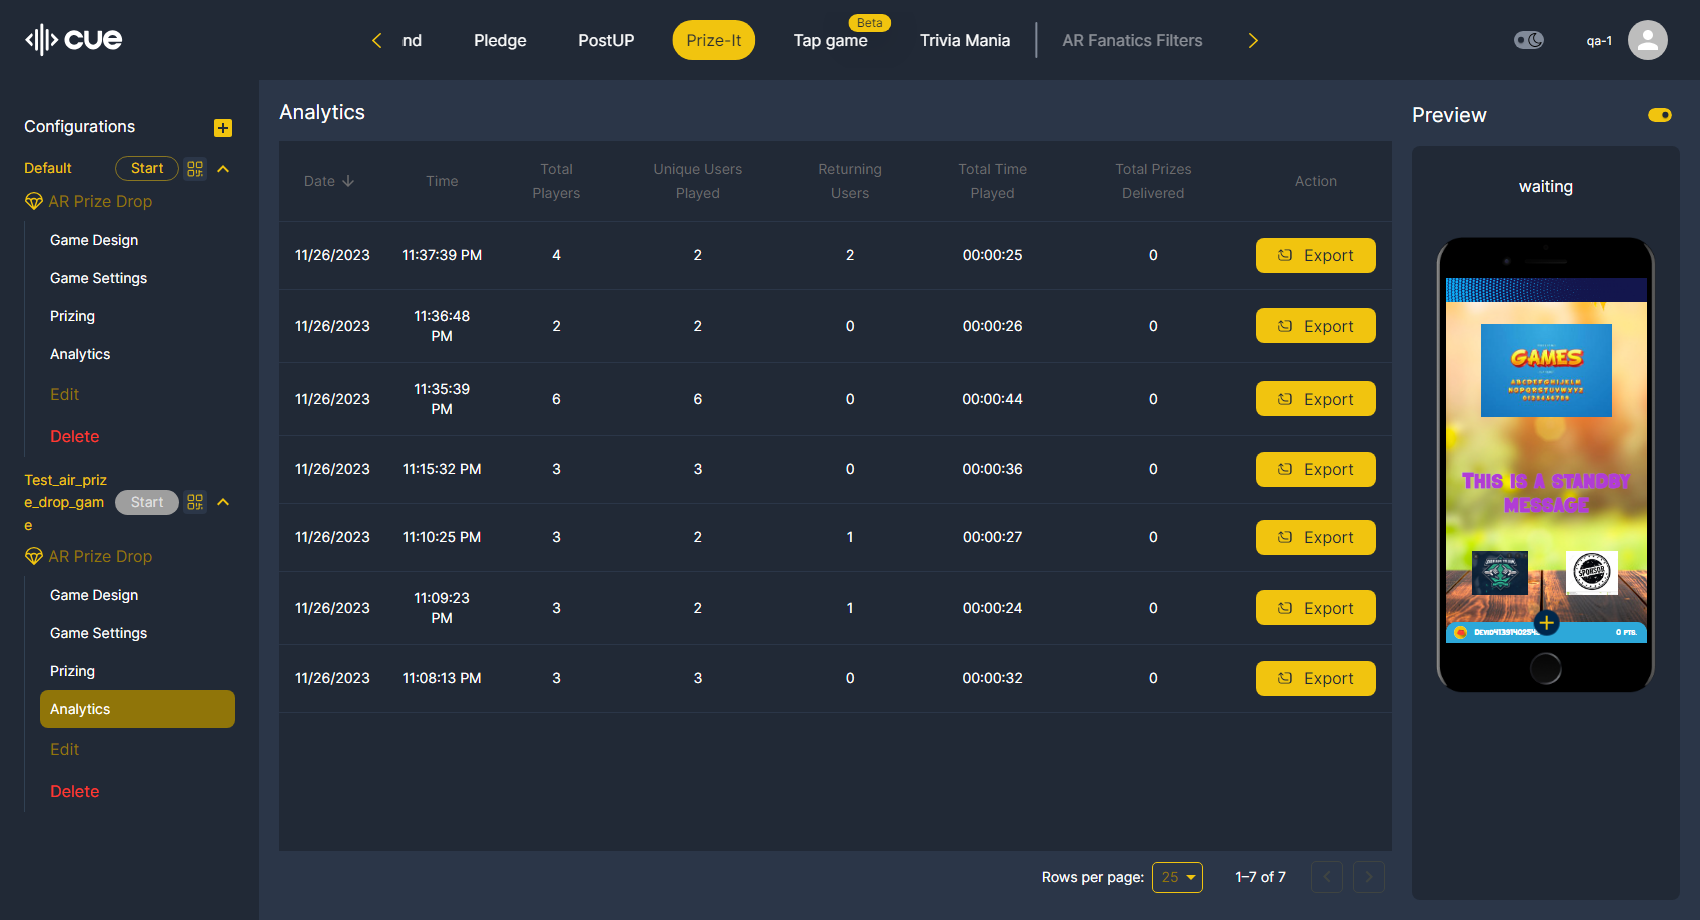 cue
nd
Pledge
PostUP
Prize-It
Beta
Tap game
Trivia Mania
AR Fanatics Filters
qa-1
Configurations
Default
Start
AR Prize Drop
Game Design
Game Settings
Prizing
Analytics
Edit
Delete
Test_air_priz
e_drop_gam
e
Start
AR Prize Drop
Game Design
Game Settings
Prizing
Analytics
Edit
Delete
Analytics
Date Time Total Players Unique Users Played Returning Users Total Time Played Total Prizes Delivered Action
11/26/2023 11:37:39 PM 4 2 2 00:00:25 0 Export
11/26/2023 11:36:48 PM 2 2 0 00:00:26 0 Export
11/26/2023 11:35:39 PM 6 6 0 00:00:44 0 Export
11/26/2023 11:15:32 PM 3 3 0 00:00:36 0 Export
11/26/2023 11:10:25 PM 3 2 1 00:00:27 0 Export
11/26/2023 11:09:23 PM 3 2 1 00:00:24 0 Export
11/26/2023 11:08:13 PM 3 3 0 00:00:32 0 Export
Rows per page: 25 1–7 of 7
Preview
waiting
GAMES
ABCDEFGHIJKLM
NOPQRSTUVWXYZ
0123456789
THIS IS A STANDBY
MESSAGE
SPONSOR
0 PTS.